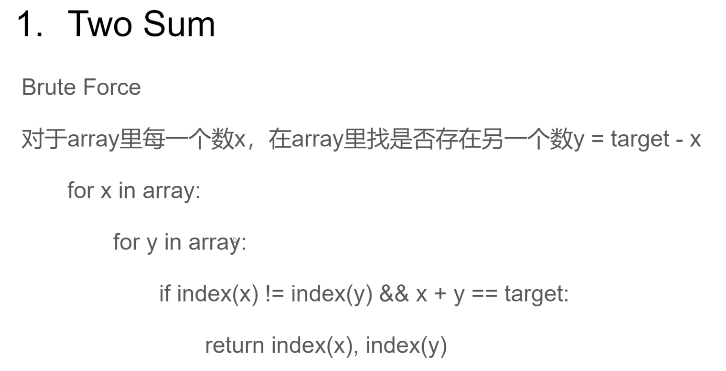 1. Two Sum
Brute Force
对于array里每一个数x，在array里找是否存在另一个数y = target - x
for x in array:
for y in array:
if index(x) != index(y) && x + y == target:
return index(x), index(y)